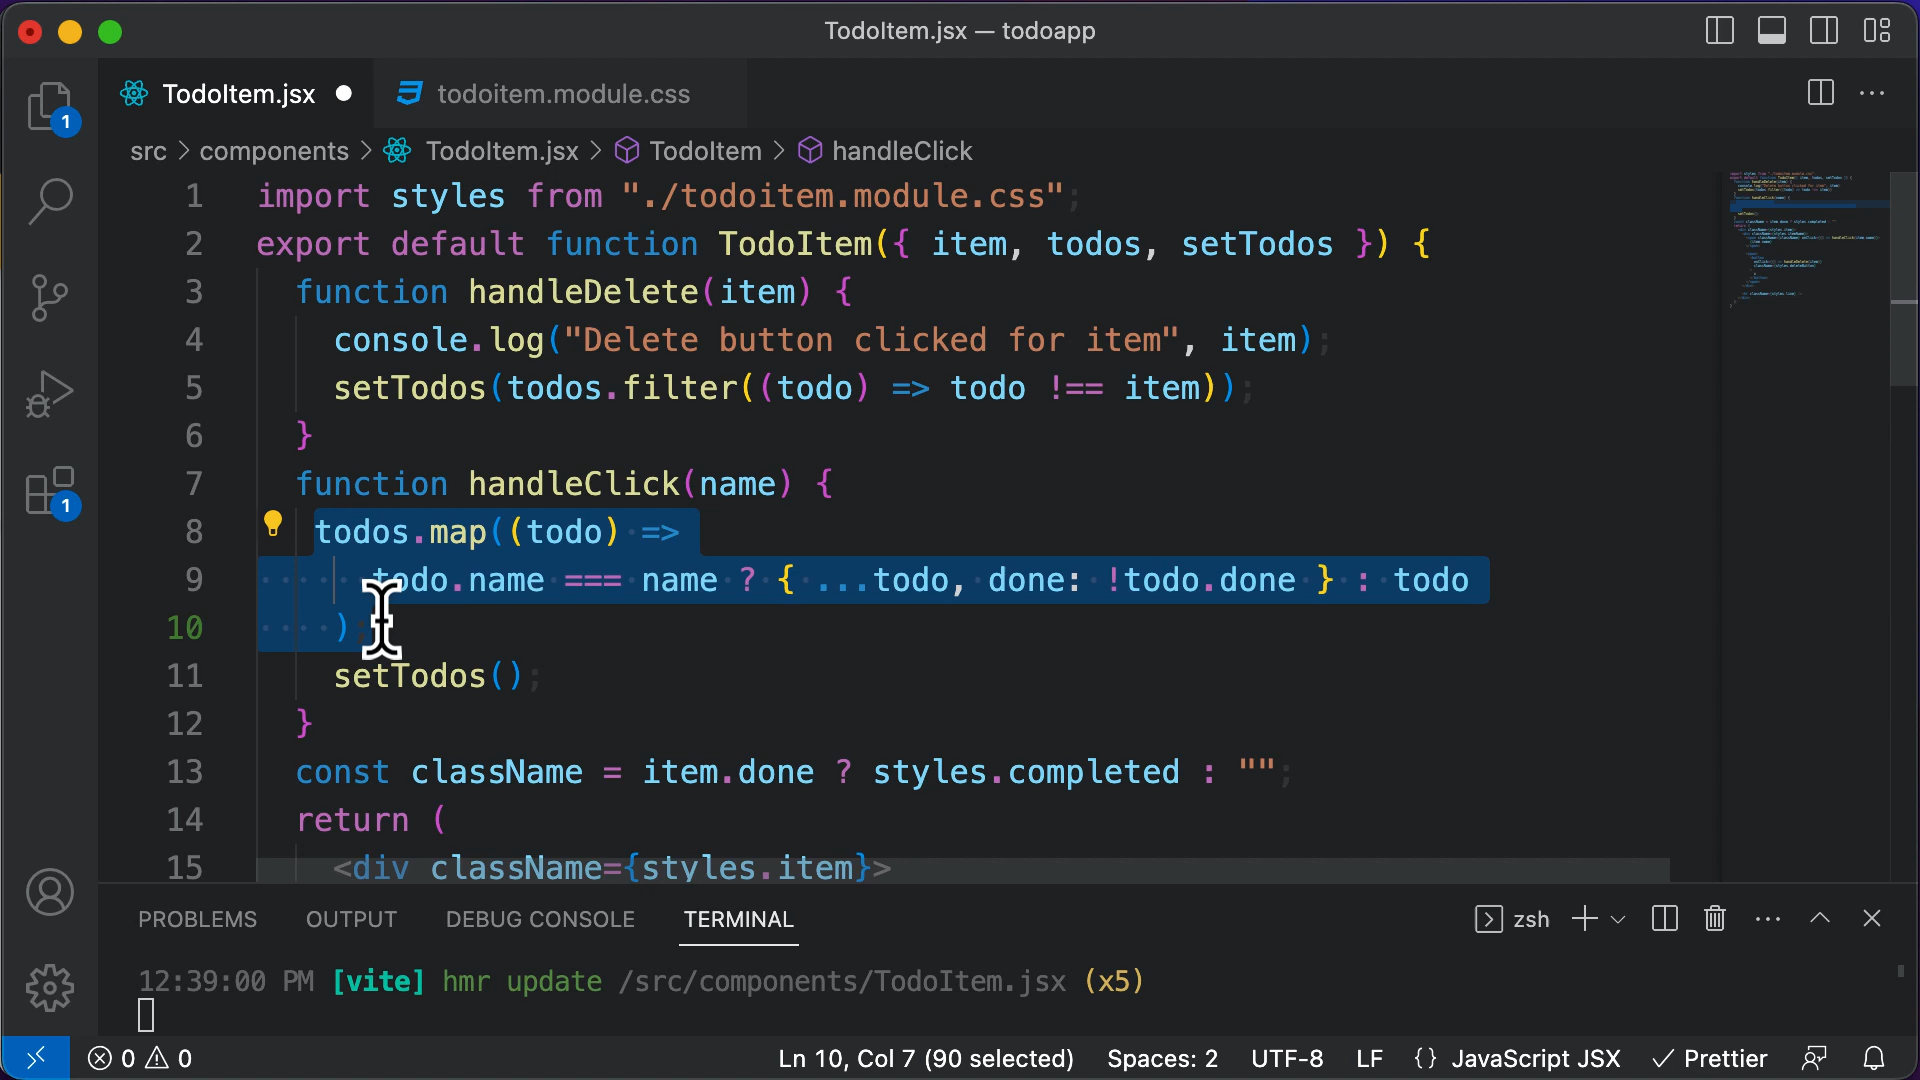 TodoItem.jsx — todoapp
TodoItem.jsx
todoitem.module.css
src > components > TodoItem.jsx > TodoItem > handleClick
1 import styles from "./todoitem.module.css";
2 export default function TodoItem({ item, todos, setTodos }) {
3 function handleDelete(item) {
4 console.log("Delete button clicked for item", item);
5 setTodos(todos.filter((todo) => todo !== item));
6 }
7 function handleClick(name) {
8 todos.map((todo) =>
9 todo.name === name ? { ...todo, done: !todo.done } : todo
10 );
11 setTodos();
12 }
13 const className = item.done ? styles.completed : "";
14 return (
15 <div className={styles.item}>
1
1
PROBLEMS OUTPUT DEBUG CONSOLE TERMINAL
zsh
12:39:00 PM [vite] hmr update /src/components/TodoItem.jsx (x5)
0 0
Ln 10, Col 7 (90 selected) Spaces: 2 UTF-8 LF {} JavaScript JSX ✓ Prettier